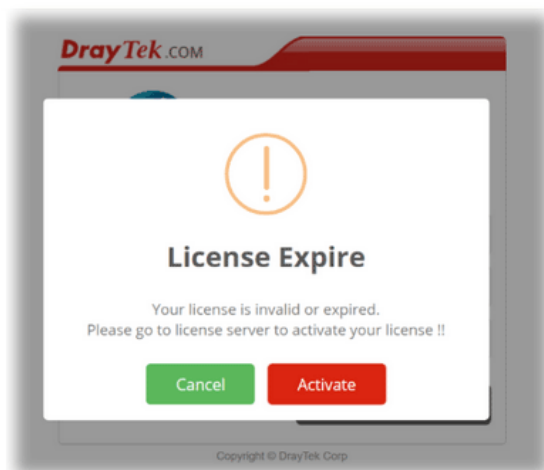 DrayTek.COM
License Expire
Your license is invalid or expired.
Please go to license server to activate your license !!
Cancel
Activate
Copyright © DrayTek Corp